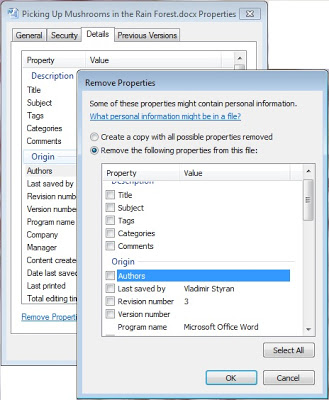 Picking Up Mushrooms in the Rain Forest.docx Properties
General Security Details Previous Versions
Property Value
Description
Title
Subject
Tags
Categories
Comments
Origin
Authors
Last saved by
Revision number
Version number
Program name
Company
Manager
Content created
Date last saved
Last printed
Total editing time
Remove Properti
Remove Properties
Some of these properties might contain personal information.
What personal information might be in a file?
Create a copy with all possible properties removed
Remove the following properties from this file:
Property Value
Description
Title
Subject
Tags
Categories
Comments
Origin
Authors
Last saved by Vladimir Styran
Revision number 3
Version number
Program name Microsoft Office Word
Select All
OK Cancel